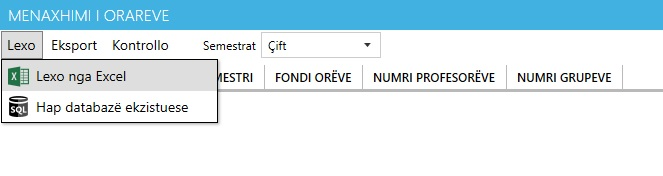 MENAXHIMI I ORAREVE
Lexo Eksport Kontrollo Semestrat Çift
Lexo nga Excel
MESTRI FONDI ORËVE NUMRI PROFESORËVE NUMRI GRUPEVE
SQL Hap databazë ekzistuese